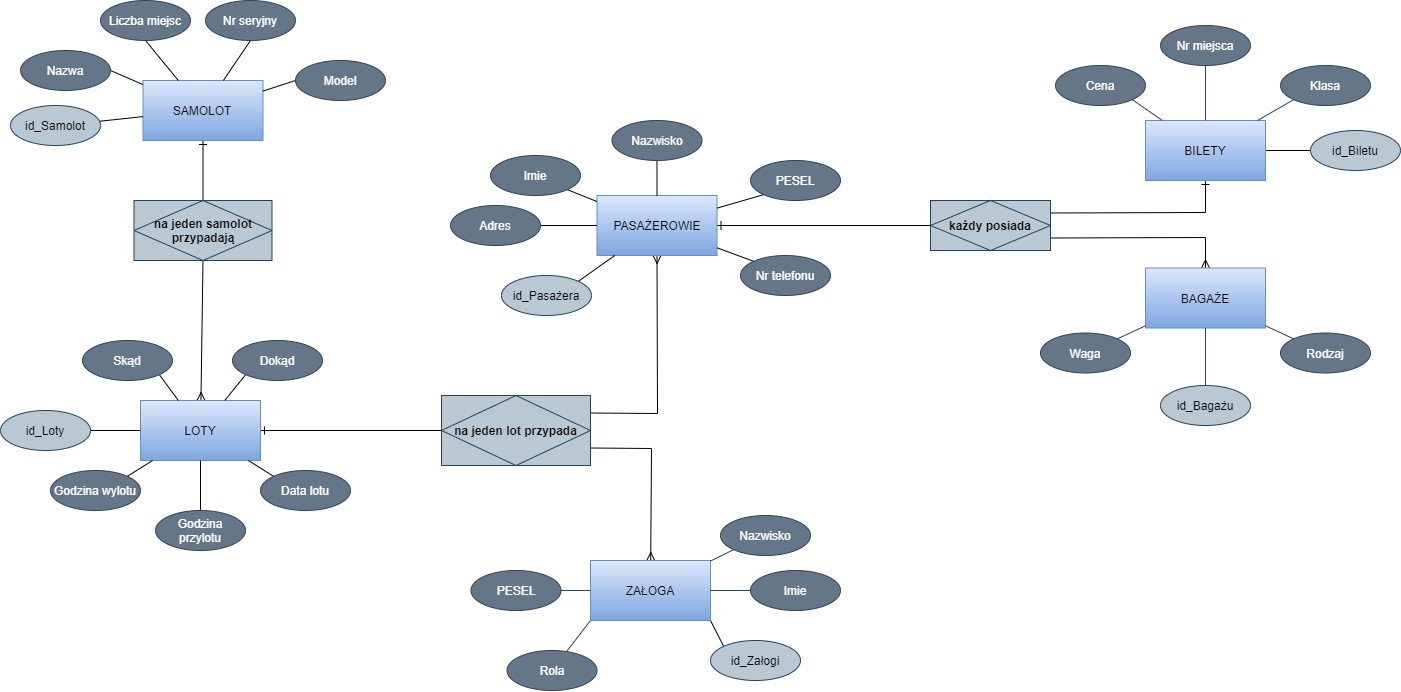 Liczba miejsc
Nr seryjny
Nazwa
Model
SAMOLOT
id_Samolot
na jeden samolot
przypadają
Skąd
Dokąd
id_Loty
LOTY
Godzina wylotu
Data lotu
Godzina
przylotu
na jeden lot przypada
Nazwisko
Imie
PESEL
Adres
PASAŻEROWIE
id_Pasażera
Nr telefonu
każdy posiada
Nr miejsca
Cena
Klasa
BILETY
id_Biletu
BAGAŻE
Waga
Rodzaj
id_Bagażu
Nazwisko
PESEL
ZAŁOGA
Imie
Rola
id_Załogi